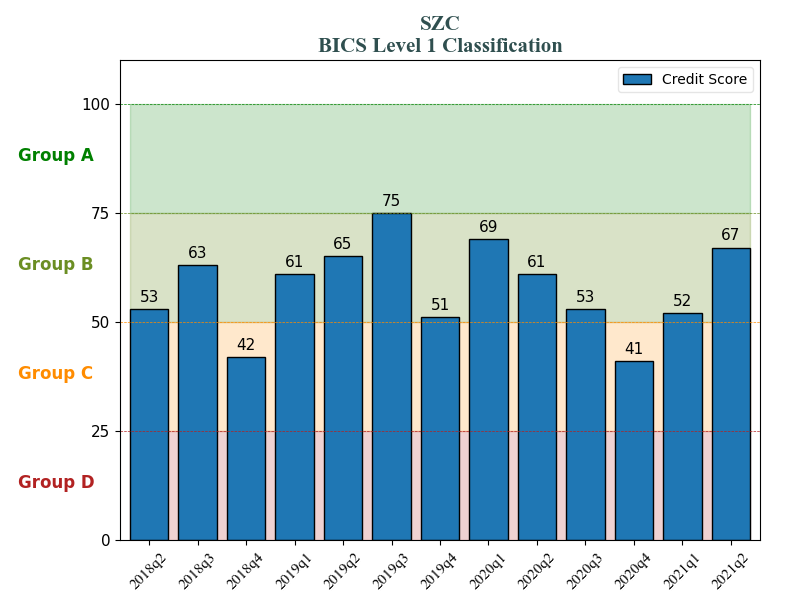 SZC
BICS Level 1 Classification
Credit Score
100
Group A
75
75
69
67
65
63
61
61
Group B
53
53
52
51
50
42
41
Group C
25
Group D
0
2018q2 2018q3 2018q4 2019q1 2019q2 2019q3 2019q4 2020q1 2020q2 2020q3 2020q4 2021q1 2021q2